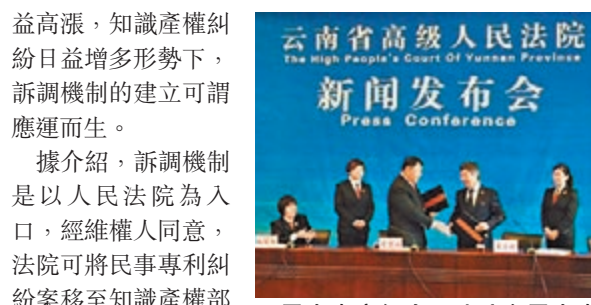 益高漲，知識產權糾
紛日益增多形勢下，
訴調機制的建立可謂
應運而生。
據介紹，訴調機制
是以人民法院為入
口，經維權人同意，
法院可將民事專利糾
紛案移至知識產權部
云南省高级人民法院
The High People's Court Of Yunnan Province
新闻发布会
Press Conference